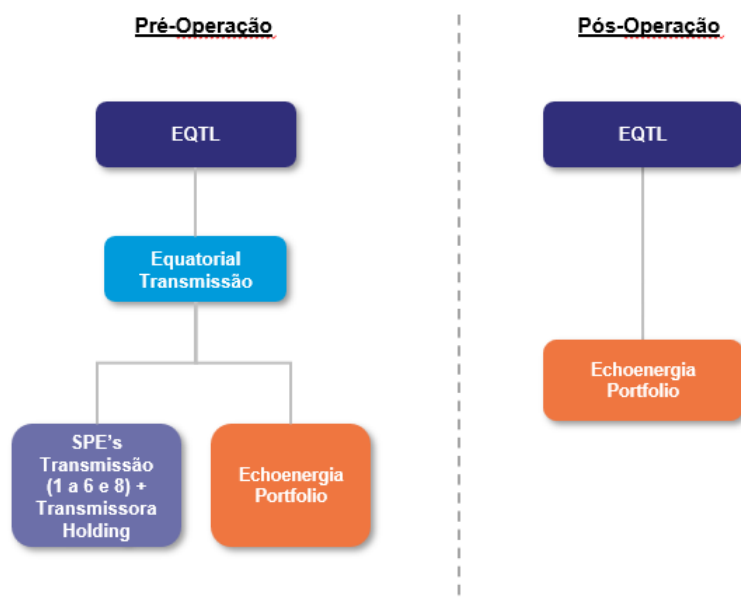 Pré-Operação
Pós-Operação
EQTL
EQTL
Equatorial
Transmissão
Echoenergia
Portfolio
SPE's
Transmissão
(1 a 6 e 8) +
Transmissora
Holding
Echoenergia
Portfolio